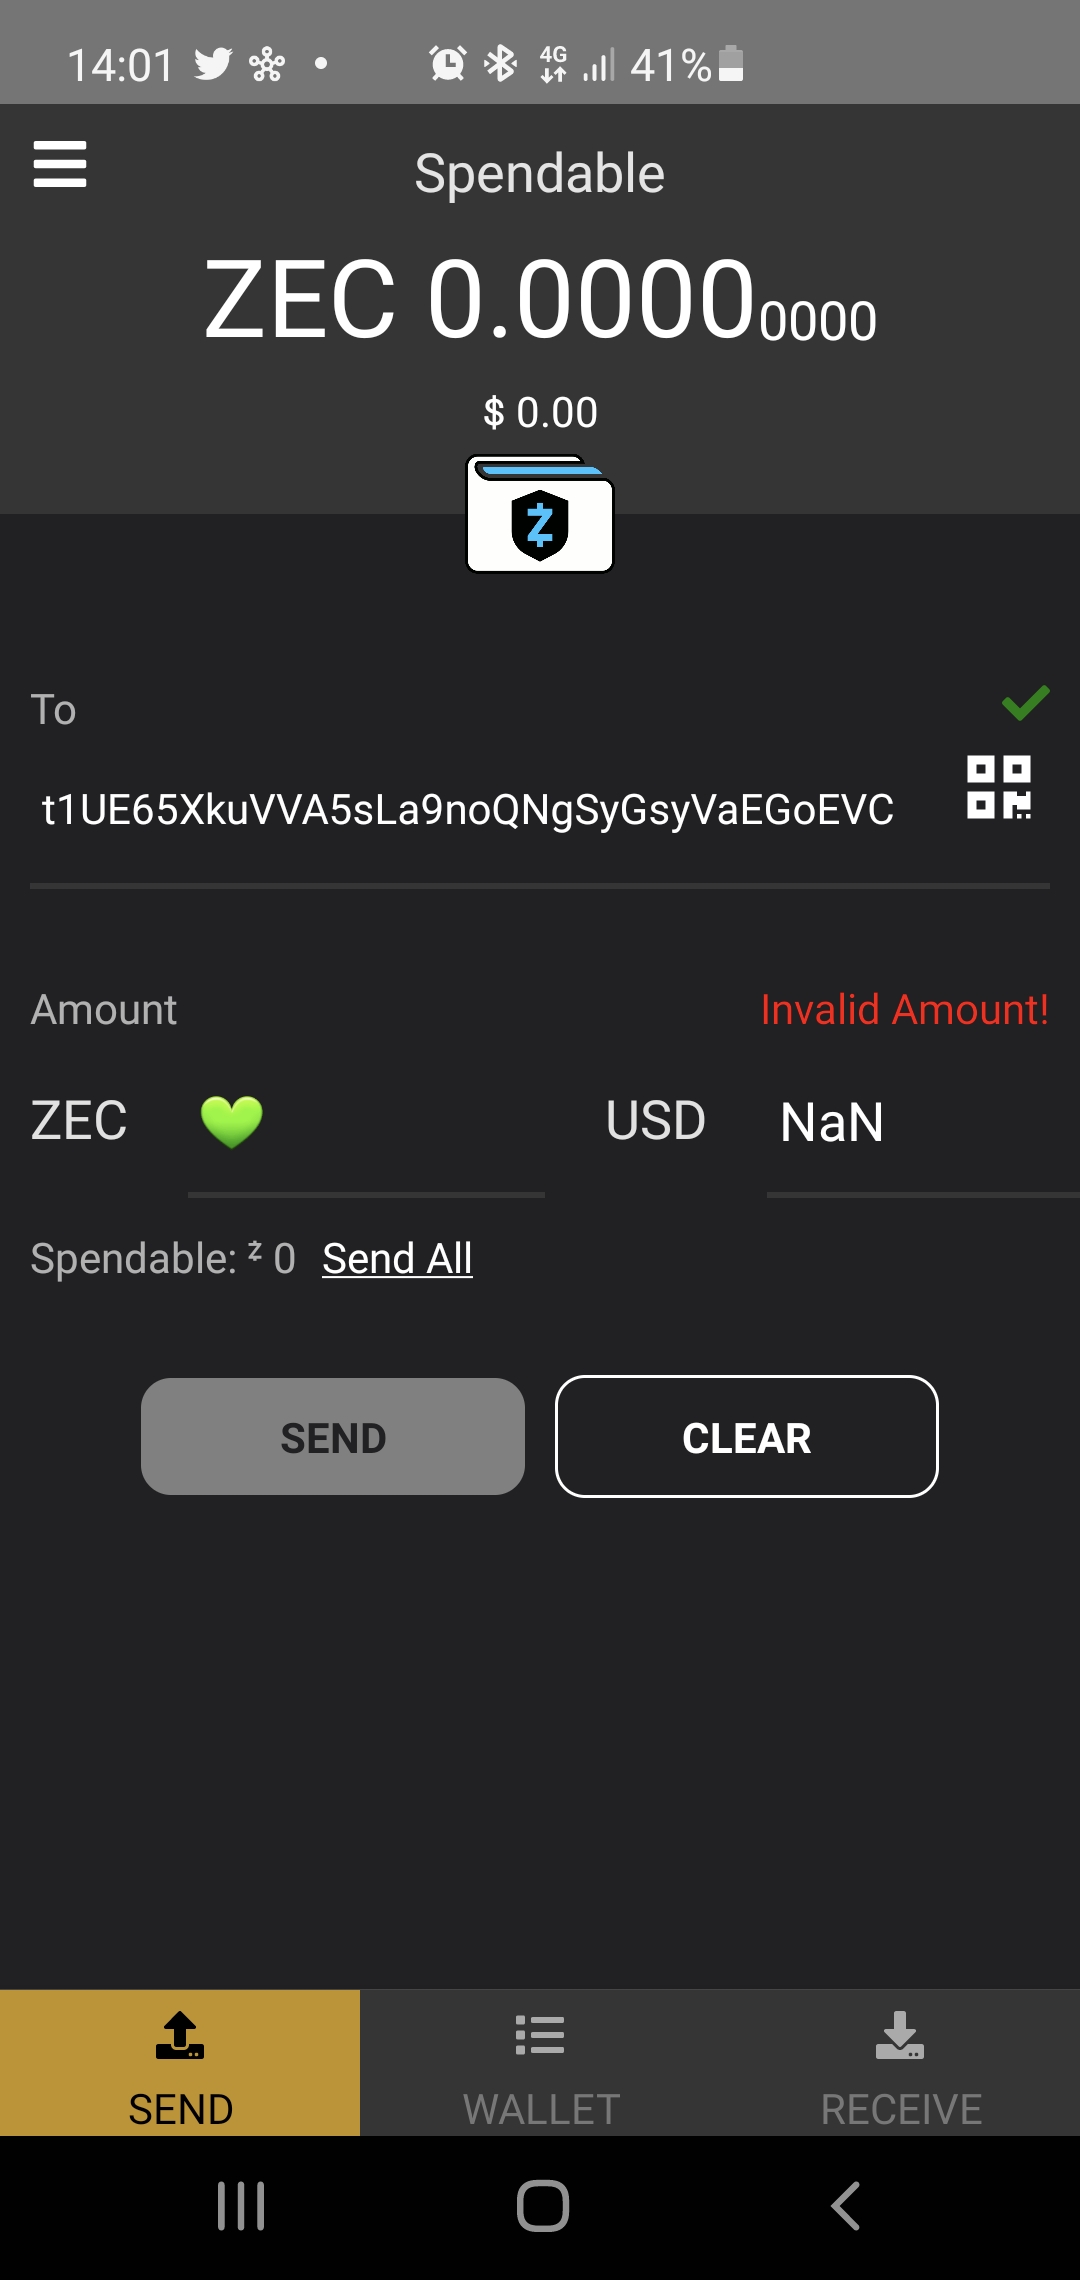 14:01 4G 41%
Spendable
ZEC 0.00000000
$ 0.00
To
t1UE65XkuVVA5sLa9noQNgSyGsyVaEGoEVC
Amount Invalid Amount!
ZEC 💚 USD NaN
Spendable: ⓩ 0 Send All
SEND CLEAR
SEND WALLET RECEIVE